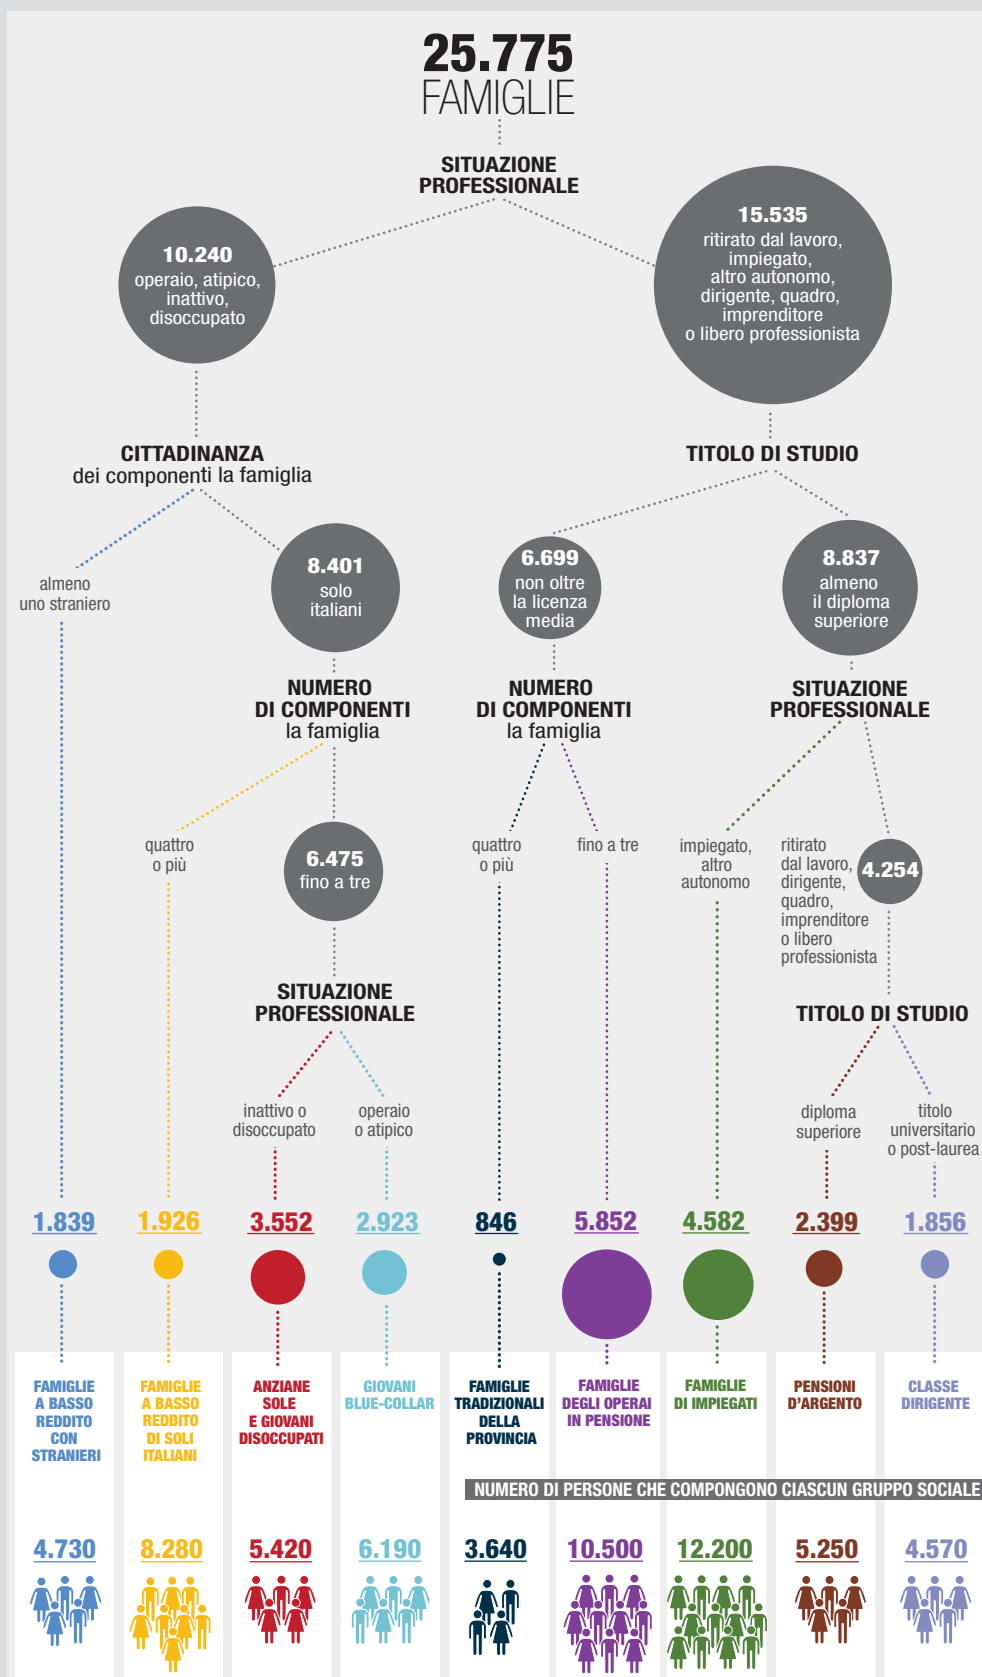 25.775
FAMIGLIE
SITUAZIONE
PROFESSIONALE
10.240
operaio, atipico,
inattivo,
disoccupato
15.535
ritirato dal lavoro,
impiegato,
altro autonomo,
dirigente, quadro,
imprenditore
o libero professionista
CITTADINANZA
dei componenti la famiglia
TITOLO DI STUDIO
almeno
uno straniero
8.401
solo
italiani
6.699
non oltre
la licenza
media
8.837
almeno
il diploma
superiore
NUMERO
DI COMPONENTI
la famiglia
NUMERO
DI COMPONENTI
la famiglia
SITUAZIONE
PROFESSIONALE
quattro
o più
6.475
fino a tre
quattro
o più
fino a tre
impiegato,
altro
autonomo
ritirato
dal lavoro,
dirigente,
quadro,
imprenditore
o libero
professionista
4.254
SITUAZIONE
PROFESSIONALE
TITOLO DI STUDIO
inattivo o
disoccupato
operaio
o atipico
diploma
superiore
titolo
universitario
o post-laurea
1.839
1.926
3.552
2.923
846
5.852
4.582
2.399
1.856
FAMIGLIE
A BASSO
REDDITO
CON
STRANIERI
FAMIGLIE
A BASSO
REDDITO
DI SOLI
ITALIANI
ANZIANE
SOLE
E GIOVANI
DISOCCUPATI
GIOVANI
BLUE-COLLAR
FAMIGLIE
TRADIZIONALI
DELLA
PROVINCIA
FAMIGLIE
DEGLI OPERAI
IN PENSIONE
FAMIGLIE
DI IMPIEGATI
PENSIONI
D'ARGENTO
CLASSE
DIRIGENTE
NUMERO DI PERSONE CHE COMPONGONO CIASCUN GRUPPO SOCIALE
4.730
8.280
5.420
6.190
3.640
10.500
12.200
5.250
4.570